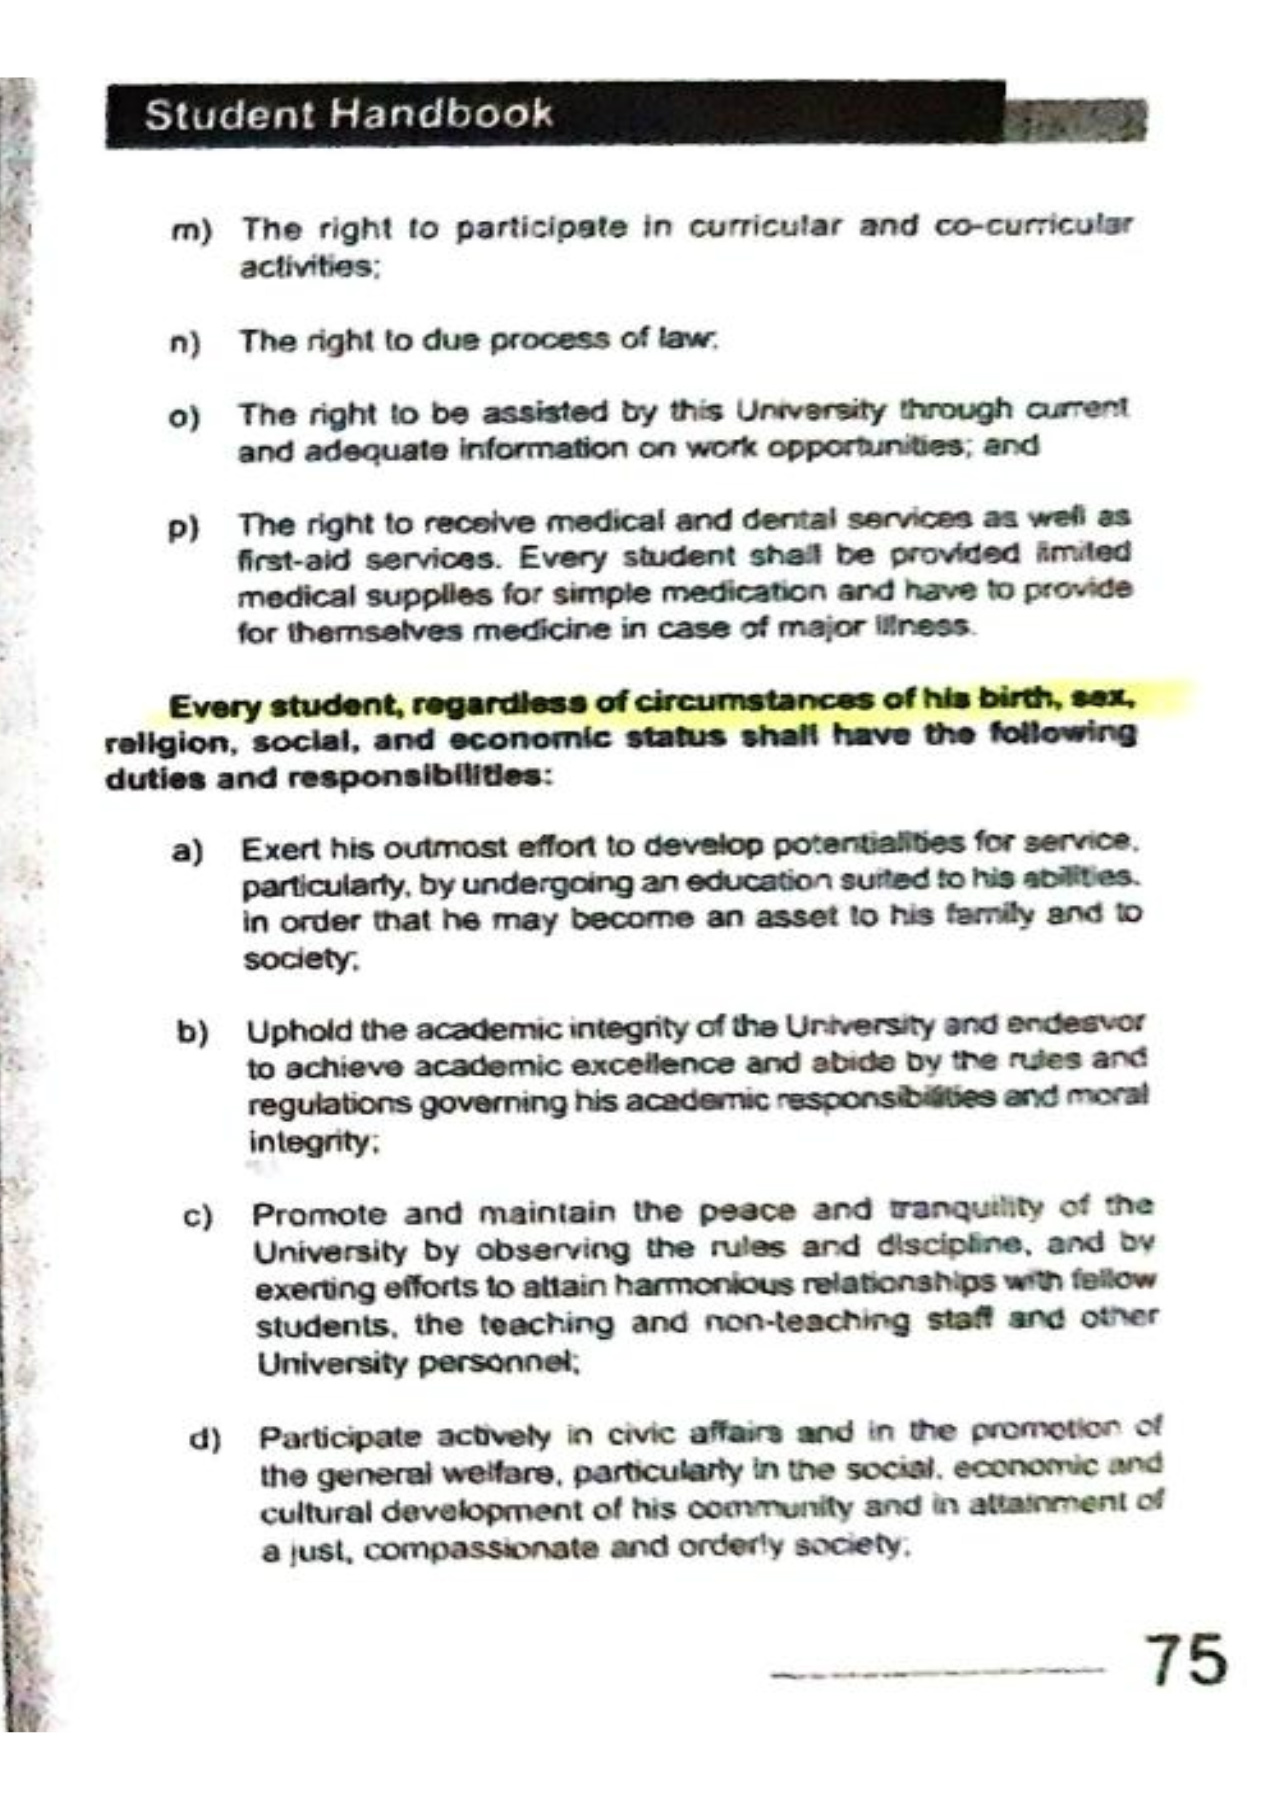 Student Handbook
m) The right to participate in curricular and co-curricular
activities;
n) The right to due process of law;
o) The right to be assisted by this University through current
and adequate information on work opportunities; and
p) The right to receive medical and dental services as well as
first-aid services. Every student shall be provided limited
medical supplies for simple medication and have to provide
for themselves medicine in case of major illness.
Every student, regardless of circumstances of his birth, sex,
religion, social, and economic status shall have the following
duties and responsibilities:
a) Exert his outmost effort to develop potentialities for service,
particularly, by undergoing an education suited to his abilities,
in order that he may become an asset to his family and to
society;
b) Uphold the academic integrity of the University and endeavor
to achieve academic excellence and abide by the rules and
regulations governing his academic responsibilities and moral
integrity;
c) Promote and maintain the peace and tranquility of the
University by observing the rules and discipline, and by
exerting efforts to attain harmonious relationships with fellow
students, the teaching and non-teaching staff and other
University personnel;
d) Participate actively in civic affairs and in the promotion of
the general welfare, particularly in the social, economic and
cultural development of his community and in attainment of
a just, compassionate and orderly society;
75